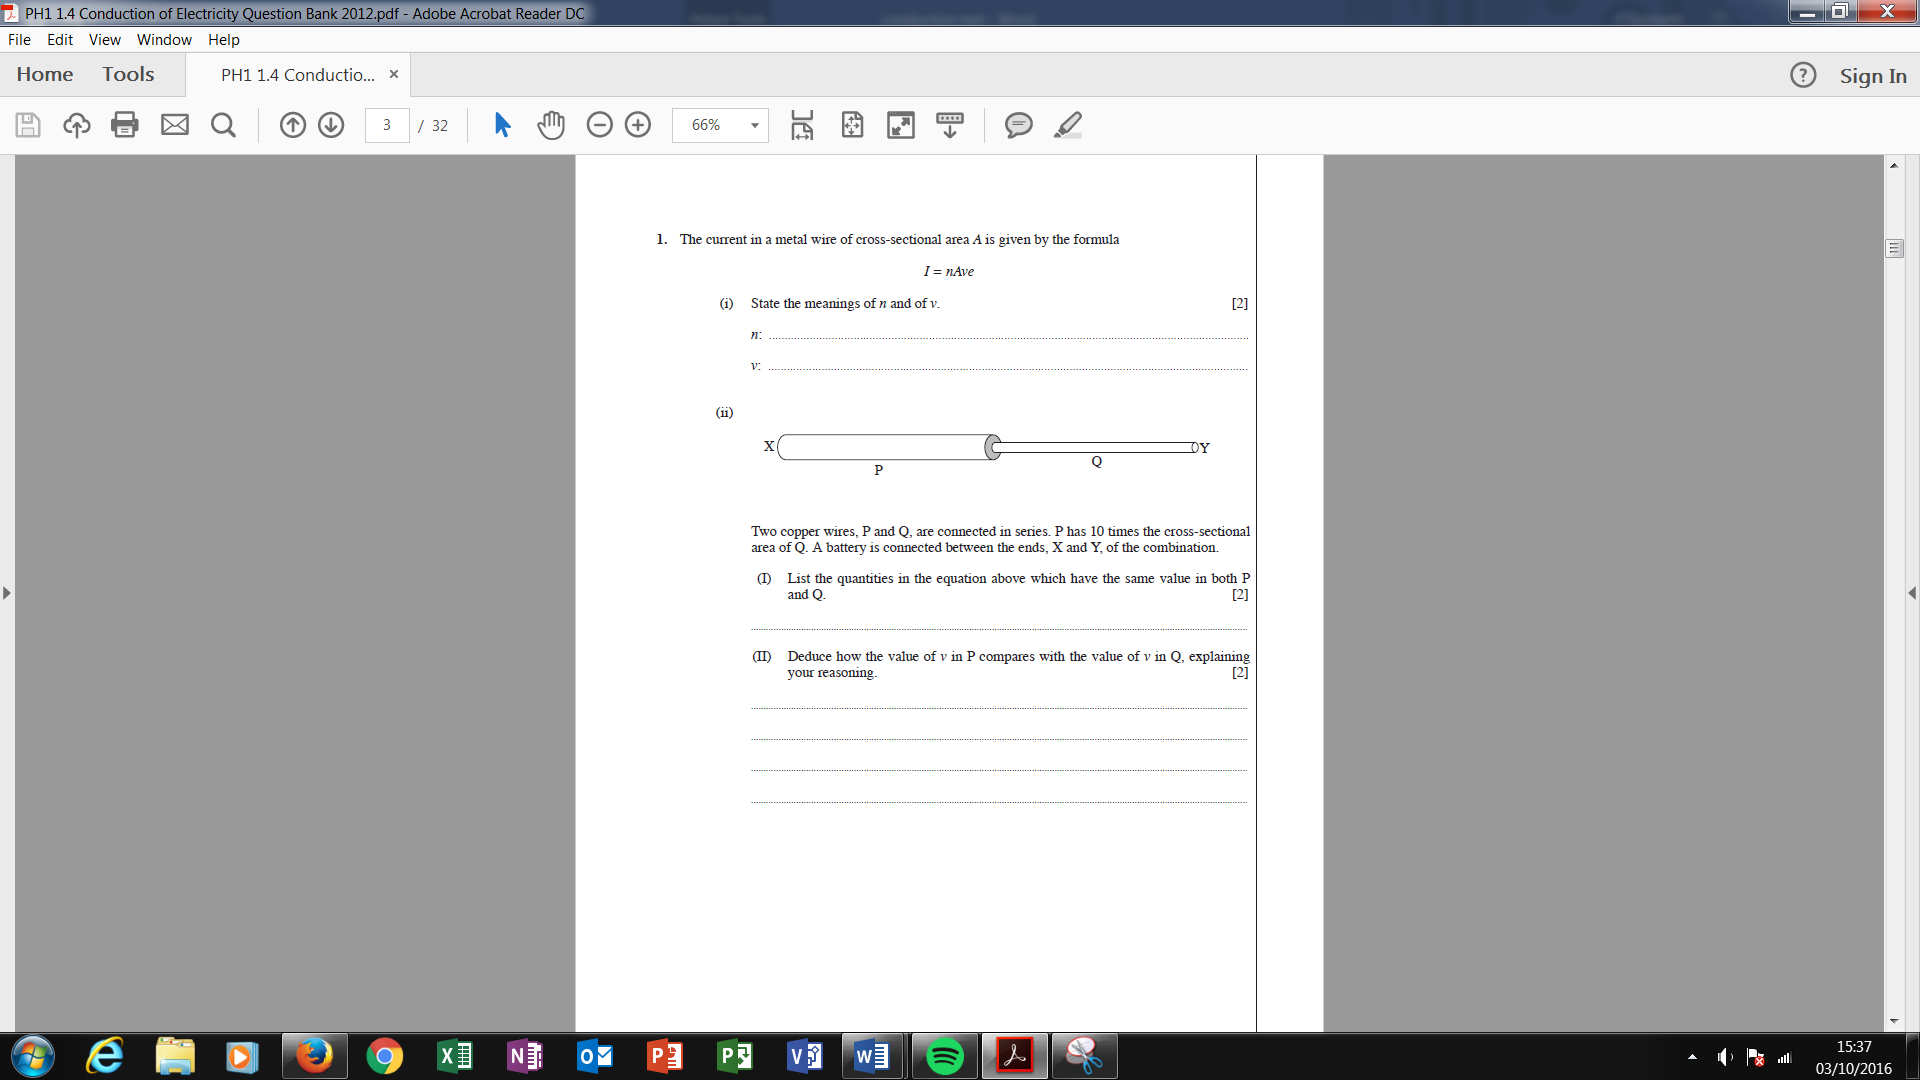 PH1 1.4 Conduction of Electricity Question Bank 2012.pdf - Adobe Acrobat Reader DC
File Edit View Window Help
Home Tools PH1 1.4 Conductio... × ? Sign In
3 / 32 66%
1. The current in a metal wire of cross-sectional area A is given by the formula
I = nAve
(i) State the meanings of n and of v. [2]
n:
v:
(ii)
X Y
P Q
Two copper wires, P and Q, are connected in series. P has 10 times the cross-sectional
area of Q. A battery is connected between the ends, X and Y, of the combination.
(I) List the quantities in the equation above which have the same value in both P
and Q. [2]
(II) Deduce how the value of v in P compares with the value of v in Q, explaining
your reasoning. [2]
15:37
03/10/2016